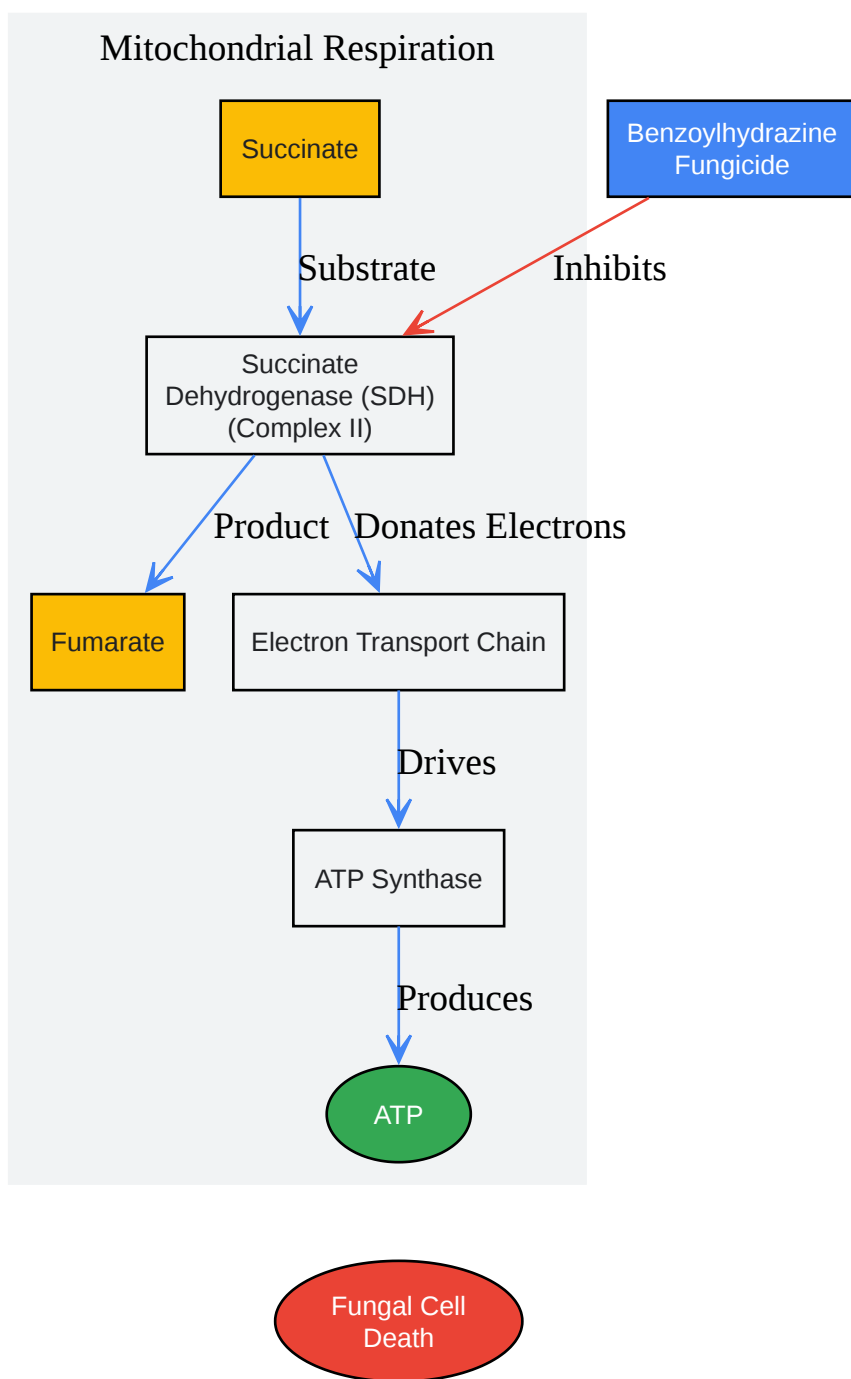 Mitochondrial Respiration
Succinate
Benzoylhydrazine
Fungicide
Substrate
Inhibits
Succinate
Dehydrogenase (SDH)
(Complex II)
Product
Donates Electrons
Fumarate
Electron Transport Chain
Drives
ATP Synthase
Produces
ATP
Fungal Cell
Death